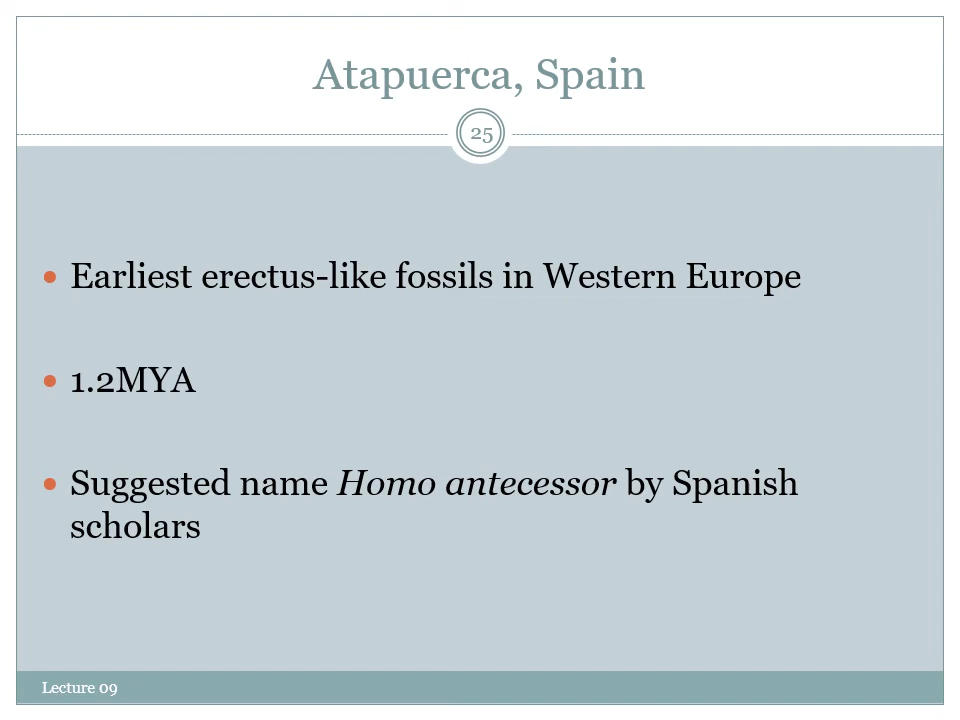 Atapuerca, Spain
25
• Earliest erectus-like fossils in Western Europe
• 1.2MYA
• Suggested name Homo antecessor by Spanish
scholars
Lecture 09